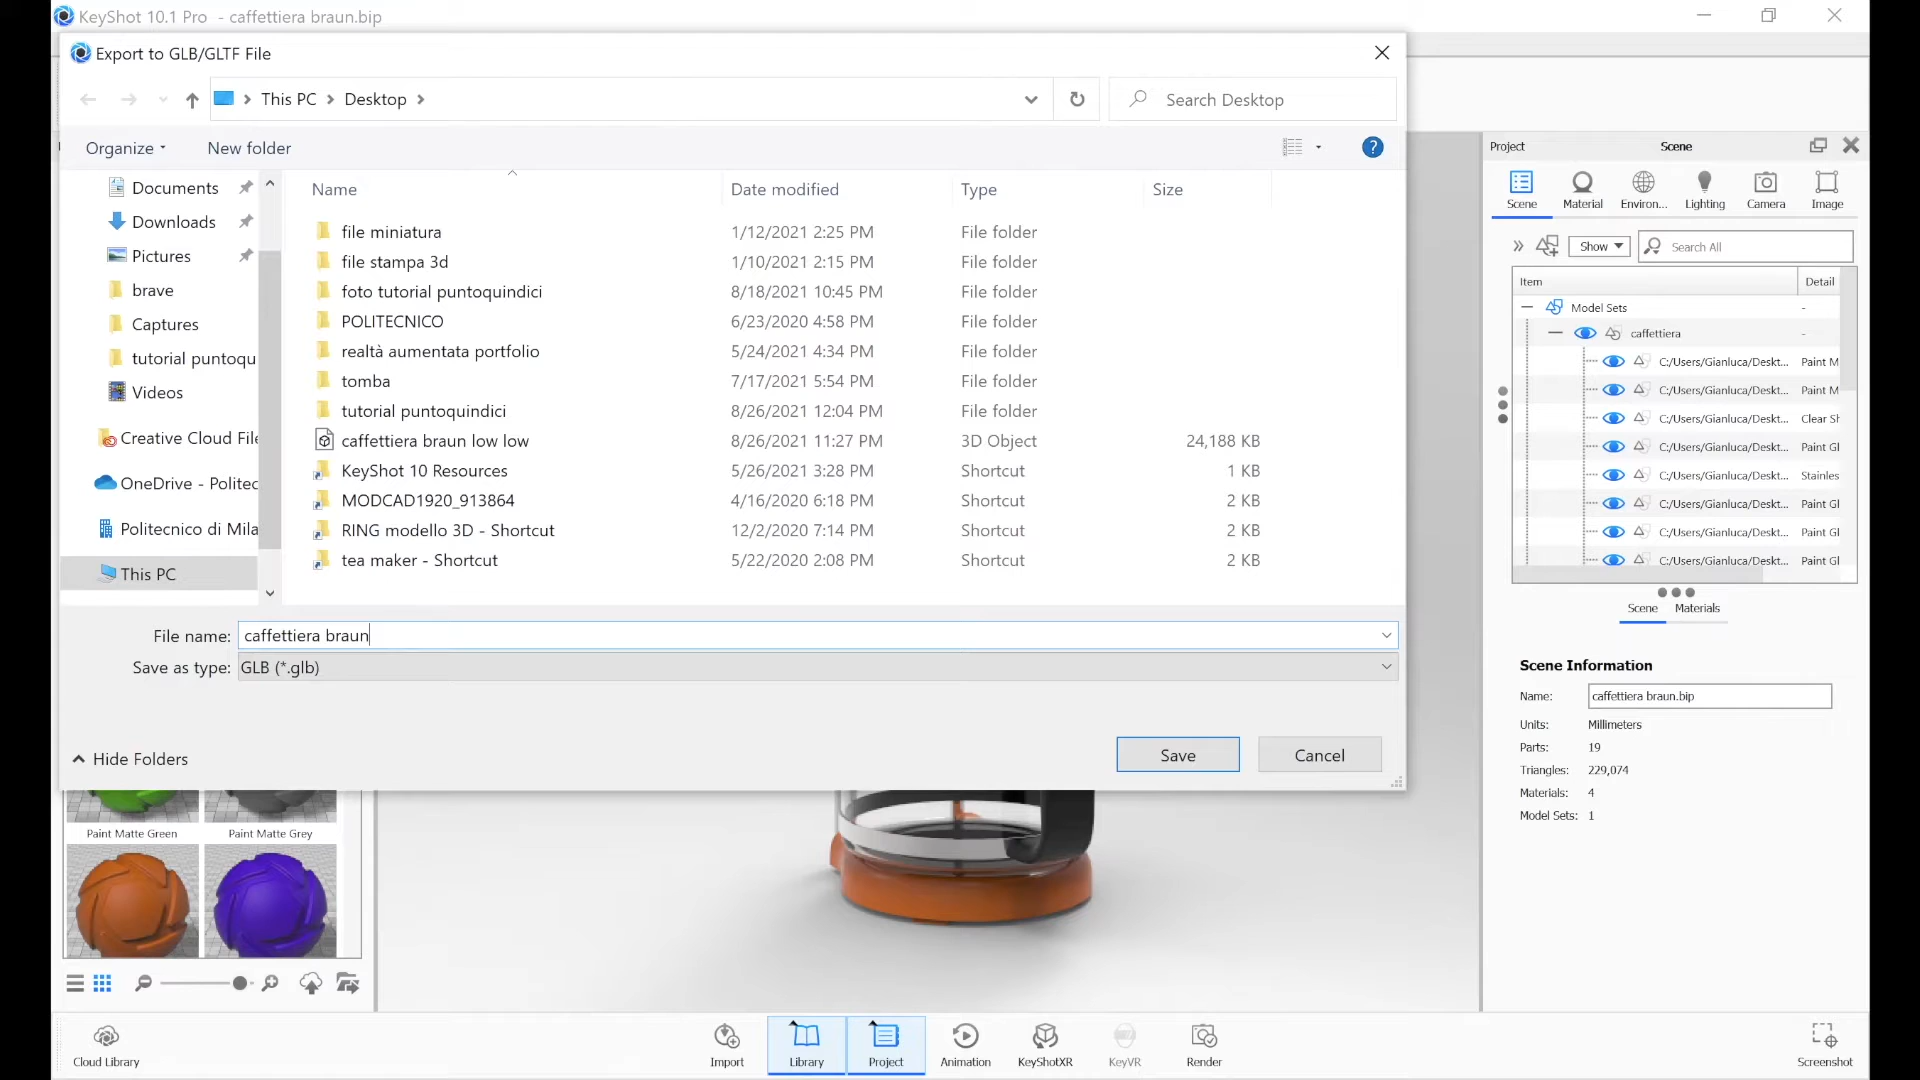 KeyShot 10.1 Pro - caffettiera braun.bip
Export to GLB/GLTF File
This PC > Desktop >
Search Desktop
Organize
New folder
?
Documents
Downloads
Pictures
brave
Captures
tutorial puntoqu
Videos
Creative Cloud File
OneDrive - Politec
Politecnico di Mila
This PC
Name Date modified Type Size
file miniatura 1/12/2021 2:25 PM File folder
file stampa 3d 1/10/2021 2:15 PM File folder
foto tutorial puntoquindici 8/18/2021 10:45 PM File folder
POLITECNICO 6/23/2020 4:58 PM File folder
realtà aumentata portfolio 5/24/2021 4:34 PM File folder
tomba 7/17/2021 5:54 PM File folder
tutorial puntoquindici 8/26/2021 12:04 PM File folder
caffettiera braun low low 8/26/2021 11:27 PM 3D Object 24,188 KB
KeyShot 10 Resources 5/26/2021 3:28 PM Shortcut 1 KB
MODCAD1920_913864 4/16/2020 6:18 PM Shortcut 2 KB
RING modello 3D - Shortcut 12/2/2020 7:14 PM Shortcut 2 KB
tea maker - Shortcut 5/22/2020 2:08 PM Shortcut 2 KB
File name: caffettiera braun
Save as type: GLB (*.glb)
Hide Folders
Save
Cancel
Paint Matte Green
Paint Matte Grey
Project
Scene
Scene
Material
Environ...
Lighting
Camera
Image
Show
Search All
Item Detail
Model Sets -
caffettiera -
C:/Users/Gianluca/Deskt... Paint M
C:/Users/Gianluca/Deskt... Paint M
C:/Users/Gianluca/Deskt... Clear Sh
C:/Users/Gianluca/Deskt... Paint Gl
C:/Users/Gianluca/Deskt... Stainles
C:/Users/Gianluca/Deskt... Paint Gl
C:/Users/Gianluca/Deskt... Paint Gl
C:/Users/Gianluca/Deskt... Paint Gl
Scene
Materials
Scene Information
Name: caffettiera braun.bip
Units: Millimeters
Parts: 19
Triangles: 229,074
Materials: 4
Model Sets: 1
Cloud Library
Import
Library
Project
Animation
KeyShotXR
KeyVR
Render
Screenshot